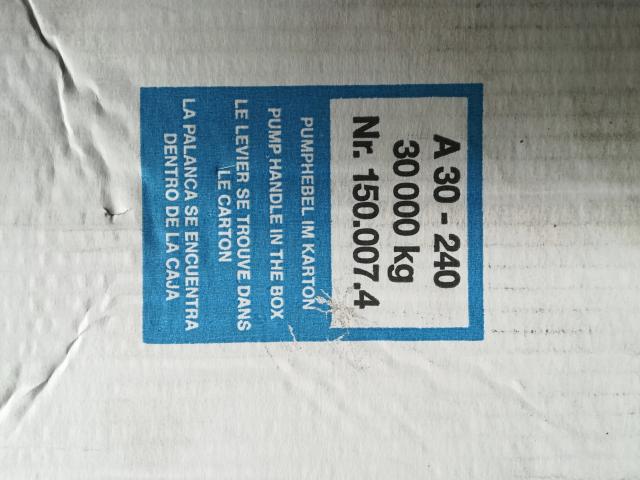 A 30 - 240
30 000 kg
Nr. 150.007.4
PUMPHEBEL IM KARTON
PUMP HANDLE IN THE BOX
LE LEVIER SE TROUVE DANS
LE CARTON
LA PALANCA SE ENCUENTRA
DENTRO DE LA CAJA